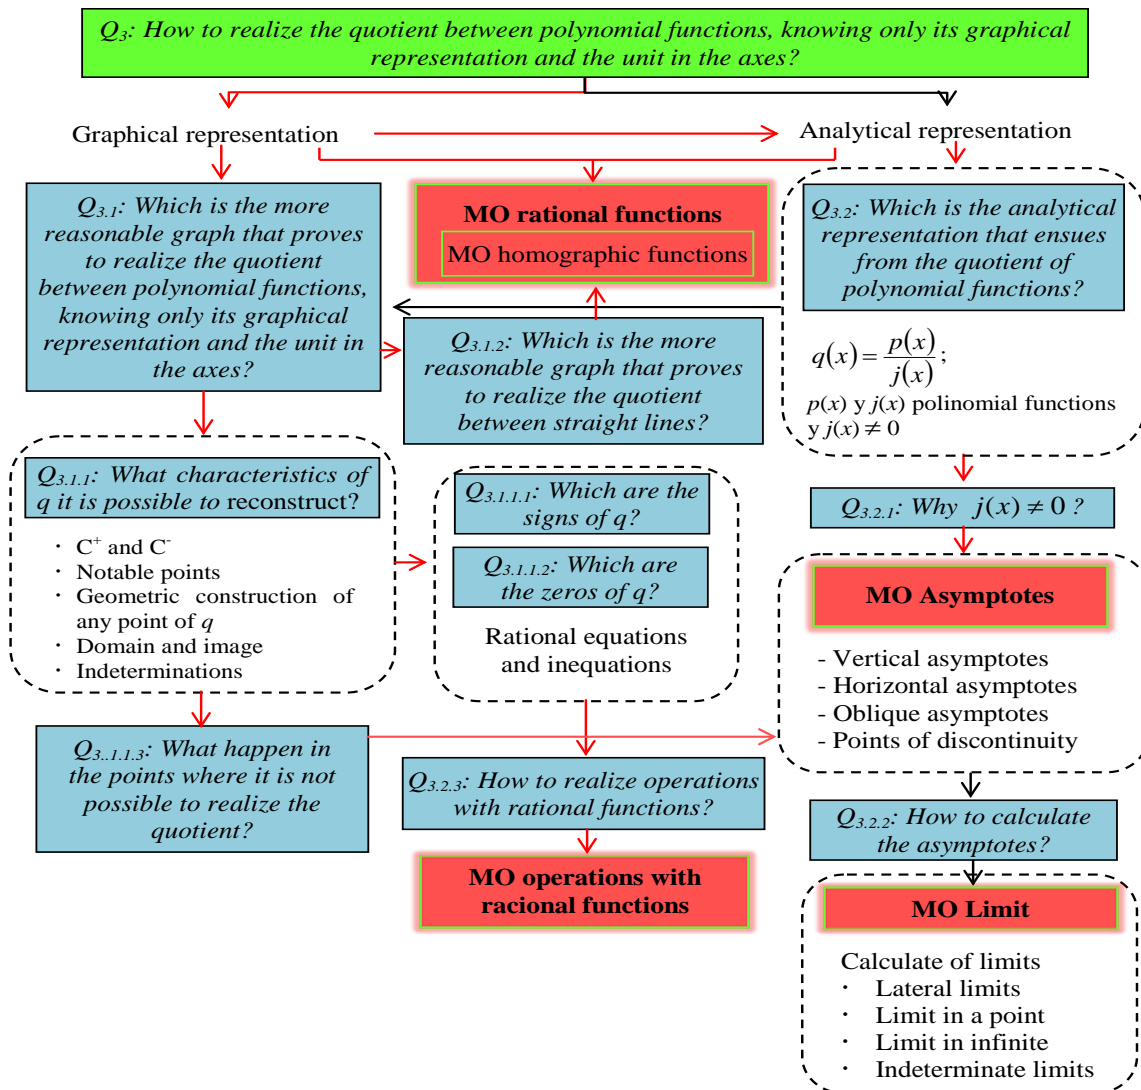 Q3: How to realize the quotient between polynomial functions, knowing only its graphical
representation and the unit in the axes?
Graphical representation
Analytical representation
Q3.1: Which is the more
reasonable graph that proves
to realize the quotient
between polynomial functions,
knowing only its graphical
representation and the unit in
the axes?
MO rational functions
MO homographic functions
Q3.2: Which is the analytical
representation that ensues
from the quotient of
polynomial functions?
q(x) = p(x)/j(x);
p(x) y j(x) polinomial functions
y j(x) ≠ 0
Q3.1.2: Which is the more
reasonable graph that proves
to realize the quotient
between straight lines?
Q3.1.1: What characteristics of
q it is possible to reconstruct?
· C+ and C-
· Notable points
· Geometric construction of
any point of q
· Domain and image
· Indeterminations
Q3.1.1.1: Which are the
signs of q?
Q3.1.1.2: Which are
the zeros of q?
Rational equations
and inequations
Q3.2.1: Why j(x) ≠ 0 ?
MO Asymptotes
- Vertical asymptotes
- Horizontal asymptotes
- Oblique asymptotes
- Points of discontinuity
Q3..1.1.3: What happen in
the points where it is not
possible to realize the
quotient?
Q3.2.3: How to realize operations
with rational functions?
MO operations with
racional functions
Q3.2.2: How to calculate
the asymptotes?
MO Limit
Calculate of limits
· Lateral limits
· Limit in a point
· Limit in infinite
· Indeterminate limits